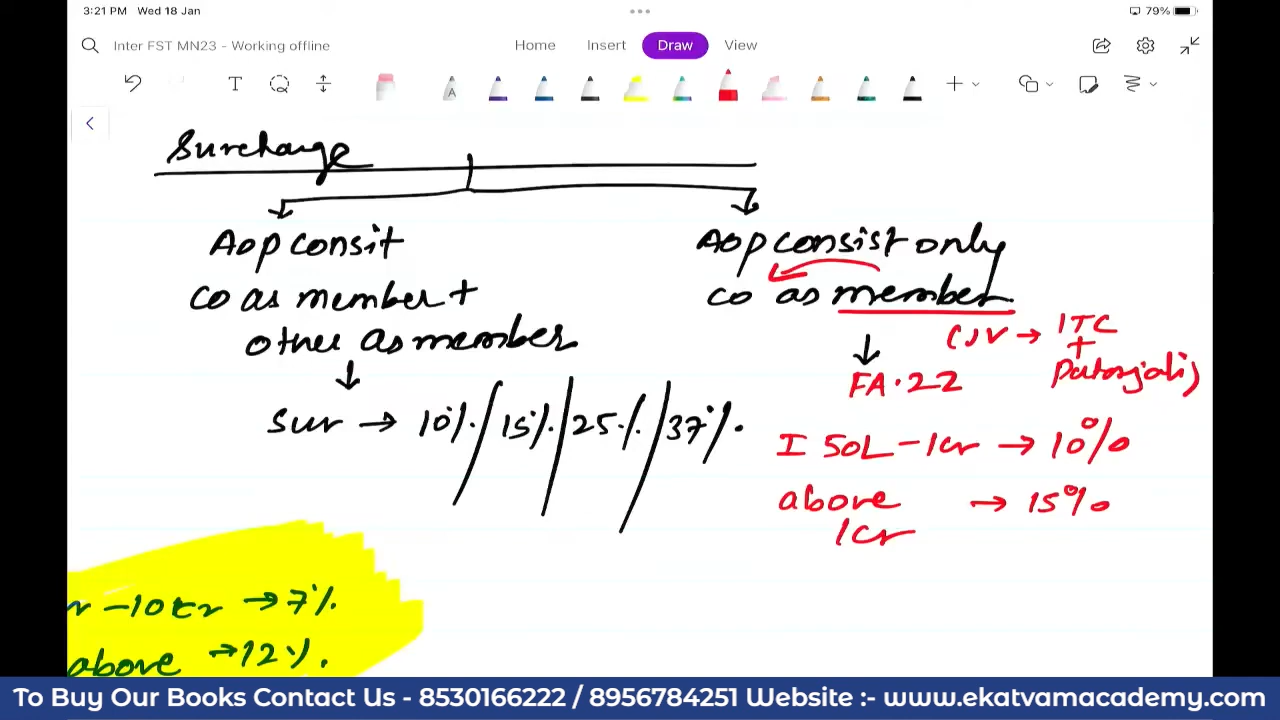 3:21 PM Wed 18 Jan
79%
Inter FST MN23 - Working offline
Home Insert Draw View
T
A
Surcharge
Aop consit
co as member +
other as member
Sur → 10% / 15% / 25% / 37%.
Aop consist only
co as member
(JV → ITC
+
Patanjali)
FA.22
I 50L - 1Cr → 10%
above → 15%
1Cr
r - 10 Cr → 7%
above → 12%.
To Buy Our Books Contact Us - 8530166222 / 8956784251 Website :- www.ekatvamacademy.com